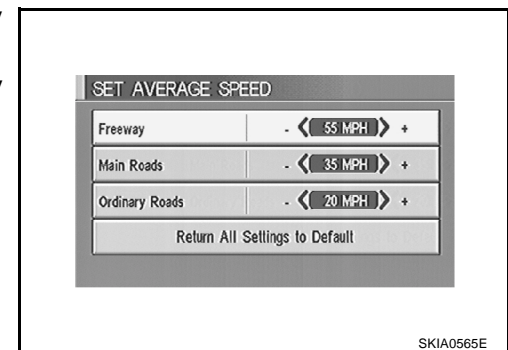 SET AVERAGE SPEED
Freeway - 55 MPH +
Main Roads - 35 MPH +
Ordinary Roads - 20 MPH +
Return All Settings to Default
SKIA0565E